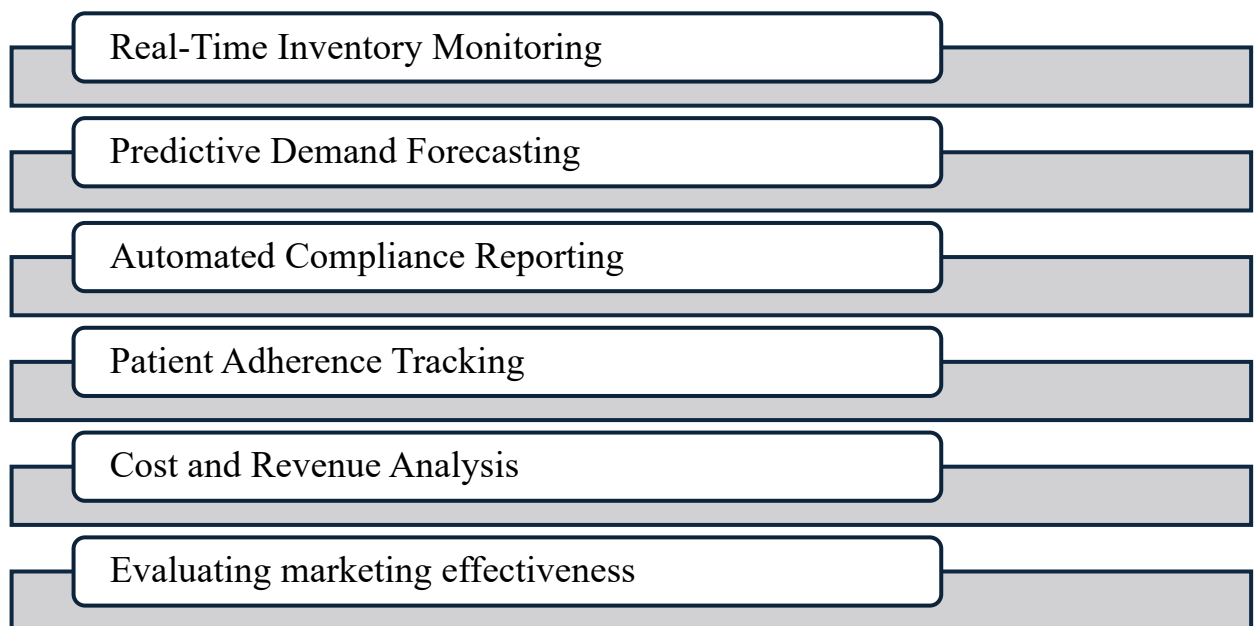 Real-Time Inventory Monitoring
Predictive Demand Forecasting
Automated Compliance Reporting
Patient Adherence Tracking
Cost and Revenue Analysis
Evaluating marketing effectiveness